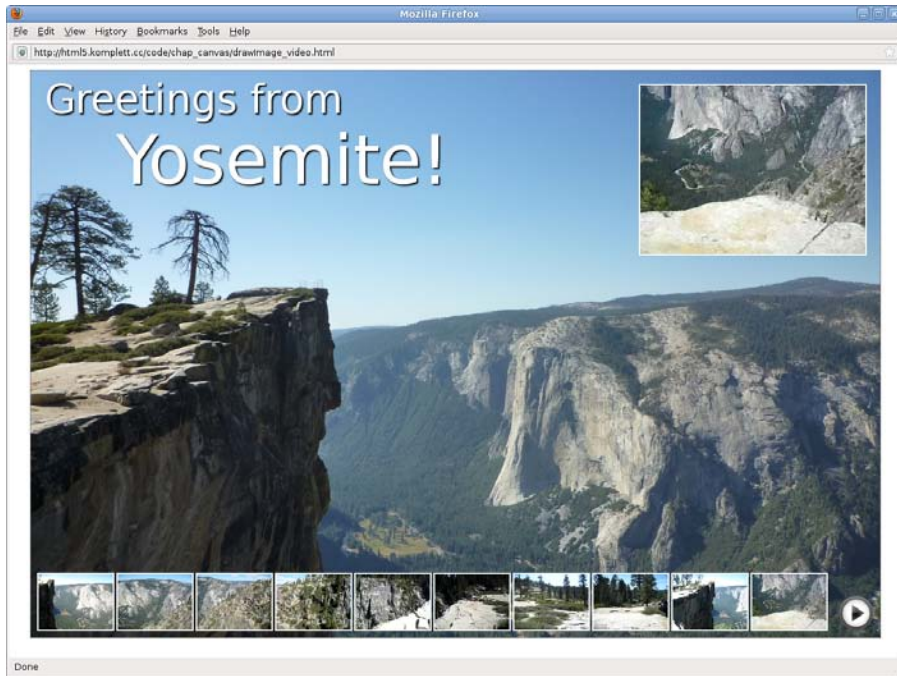 Mozilla Firefox
File Edit View History Bookmarks Tools Help
http://html5.komplett.cc/code/chap_canvas/drawImage_video.html
Greetings from
Yosemite!
Done